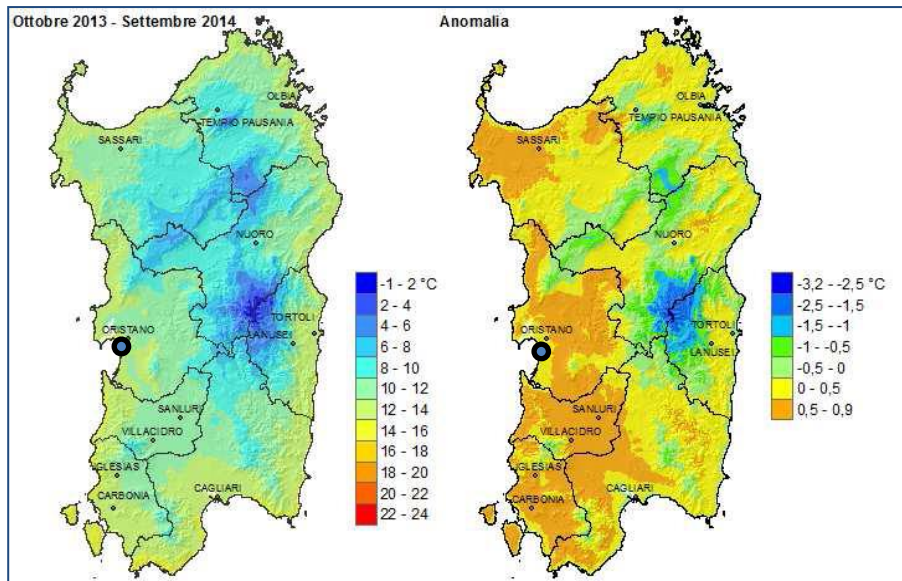 Ottobre 2013 - Settembre 2014
OLBIA
TEMPIO PAUSANIA
SASSARI
NUORO
TORTOLI
ORISTANO
LANUSEI
SANLURI
VILLACIDRO
IGLESIAS
CARBONIA
CAGLIARI
-1 - 2 °C
2 - 4
4 - 6
6 - 8
8 - 10
10 - 12
12 - 14
14 - 16
16 - 18
18 - 20
20 - 22
22 - 24
Anomalia
OLBIA
TEMPIO PAUSANIA
SASSARI
NUORO
TORTOLI
ORISTANO
LANUSEI
SANLURI
VILLACIDRO
IGLESIAS
CARBONIA
CAGLIARI
-3,2 - -2,5 °C
-2,5 - -1,5
-1,5 - -1
-1 - -0,5
-0,5 - 0
0 - 0,5
0,5 - 0,9